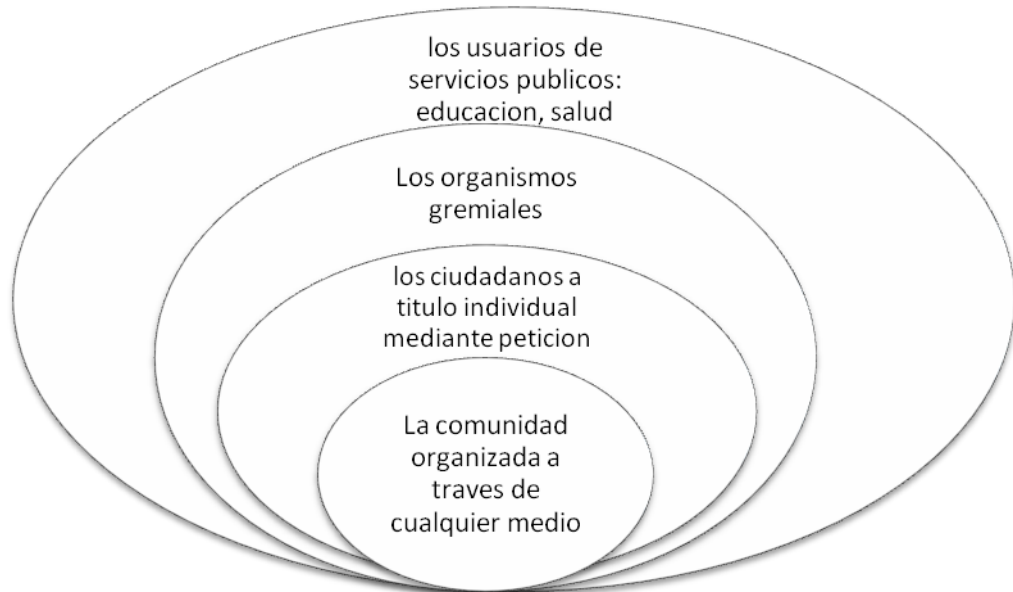 los usuarios de
servicios publicos:
educacion, salud
Los organismos
gremiales
los ciudadanos a
titulo individual
mediante peticion
La comunidad
organizada a
traves de
cualquier medio